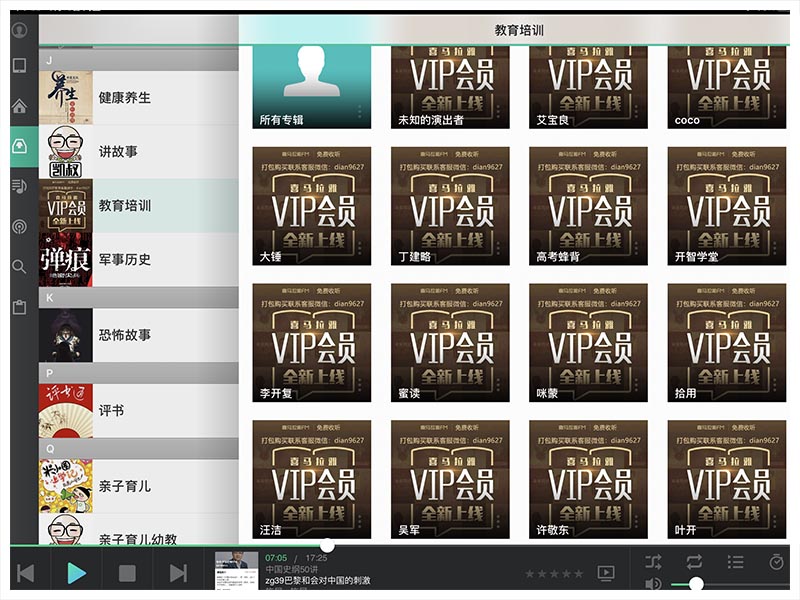 教育培训
J
养生
健康养生
凯叔
讲故事
VIP会员
全新上线
教育培训
弹痕
军事历史
K
恐怖故事
P
评书
评书
Q
米小圈
上学记
亲子育儿
亲子育儿幼教
所有专辑
喜马拉雅
VIP会员
全新上线
未知的演出者
喜马拉雅
VIP会员
全新上线
艾宝良
喜马拉雅
VIP会员
全新上线
coco
喜马拉雅FM 免费收听
打包购买联系客服微信：dian9627
喜马拉雅
VIP会员
全新上线
大锤
喜马拉雅FM 免费收听
打包购买联系客服微信：dian9627
喜马拉雅
VIP会员
全新上线
丁建略
喜马拉雅FM 免费收听
打包购买联系客服微信：dian9627
喜马拉雅
VIP会员
全新上线
高考蜂背
喜马拉雅FM 免费收听
打包购买联系客服微信：dian9627
喜马拉雅
VIP会员
全新上线
开智学堂
喜马拉雅FM 免费收听
打包购买联系客服微信：dian9627
喜马拉雅
VIP会员
全新上线
李开复
喜马拉雅FM 免费收听
打包购买联系客服微信：dian9627
喜马拉雅
VIP会员
全新上线
蜜读
喜马拉雅FM 免费收听
打包购买联系客服微信：dian9627
喜马拉雅
VIP会员
全新上线
咪蒙
喜马拉雅FM 免费收听
打包购买联系客服微信：dian9627
喜马拉雅
VIP会员
全新上线
拾用
喜马拉雅FM 免费收听
打包购买联系客服微信：dian9627
喜马拉雅
VIP会员
全新上线
汪洁
喜马拉雅FM 免费收听
打包购买联系客服微信：dian9627
喜马拉雅
VIP会员
全新上线
吴军
喜马拉雅FM 免费收听
打包购买联系客服微信：dian9627
喜马拉雅
VIP会员
全新上线
许敬东
喜马拉雅FM 免费收听
打包购买联系客服微信：dian9627
喜马拉雅
VIP会员
全新上线
叶开
07:05 / 17:25
中国史纲50讲
zg39巴黎和会对中国的刺激